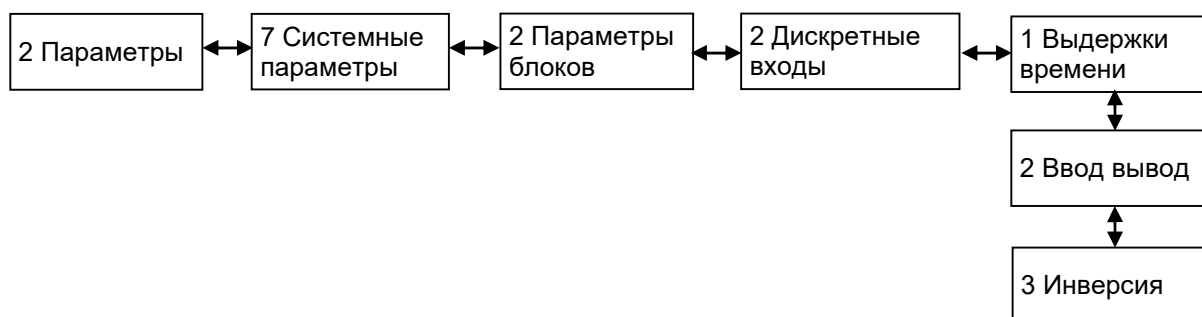 2 Параметры
7 Системные
параметры
2 Параметры
блоков
2 Дискретные
входы
1 Выдержки
времени
2 Ввод вывод
3 Инверсия